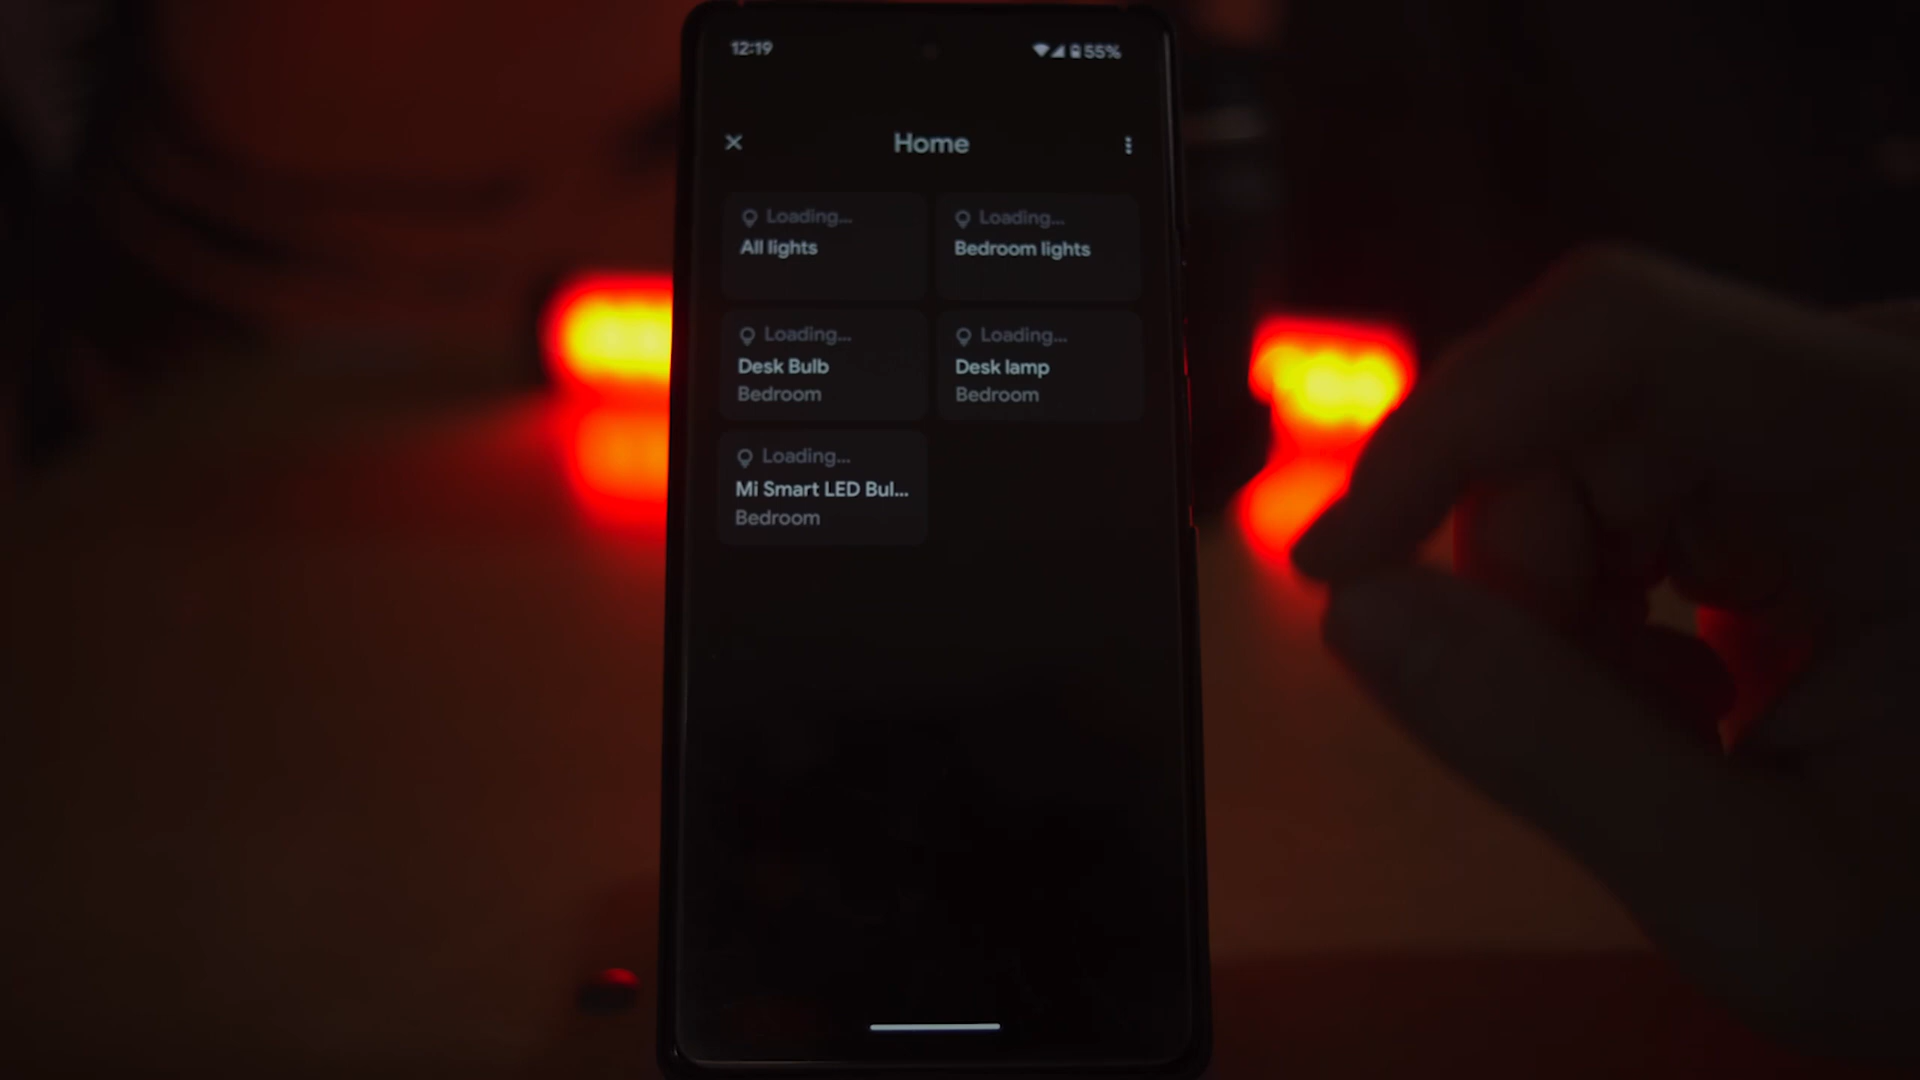 12:19
55%
Home
Loading...
All lights
Loading...
Bedroom lights
Loading...
Desk Bulb
Bedroom
Loading...
Desk lamp
Bedroom
Loading...
Mi Smart LED Bul...
Bedroom